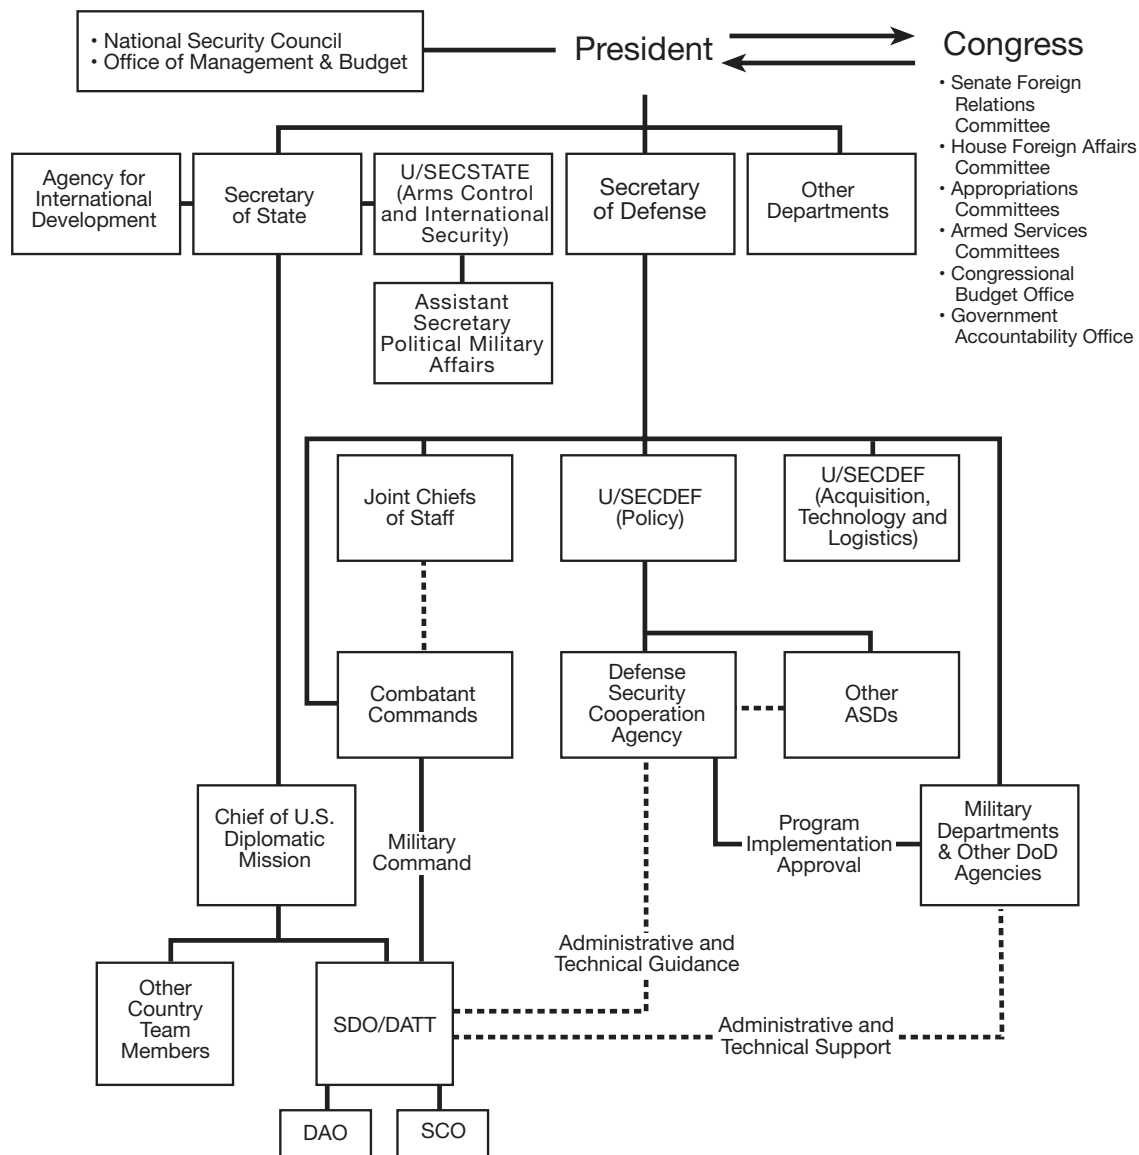 • National Security Council
• Office of Management & Budget
President
Congress
• Senate Foreign
Relations
Committee
• House Foreign Affairs
Committee
• Appropriations
Committees
• Armed Services
Committees
• Congressional
Budget Office
• Government
Accountability Office
Agency for
International
Development
Secretary
of State
U/SECSTATE
(Arms Control
and International
Security)
Secretary
of Defense
Other
Departments
Assistant
Secretary
Political Military
Affairs
Joint Chiefs
of Staff
U/SECDEF
(Policy)
U/SECDEF
(Acquisition,
Technology and
Logistics)
Combatant
Commands
Defense
Security
Cooperation
Agency
Other
ASDs
Chief of U.S.
Diplomatic
Mission
Military
Command
Program
Implementation
Approval
Military
Departments
& Other DoD
Agencies
Administrative and
Technical Guidance
Other
Country
Team
Members
SDO/DATT
Administrative and
Technical Support
DAO
SCO